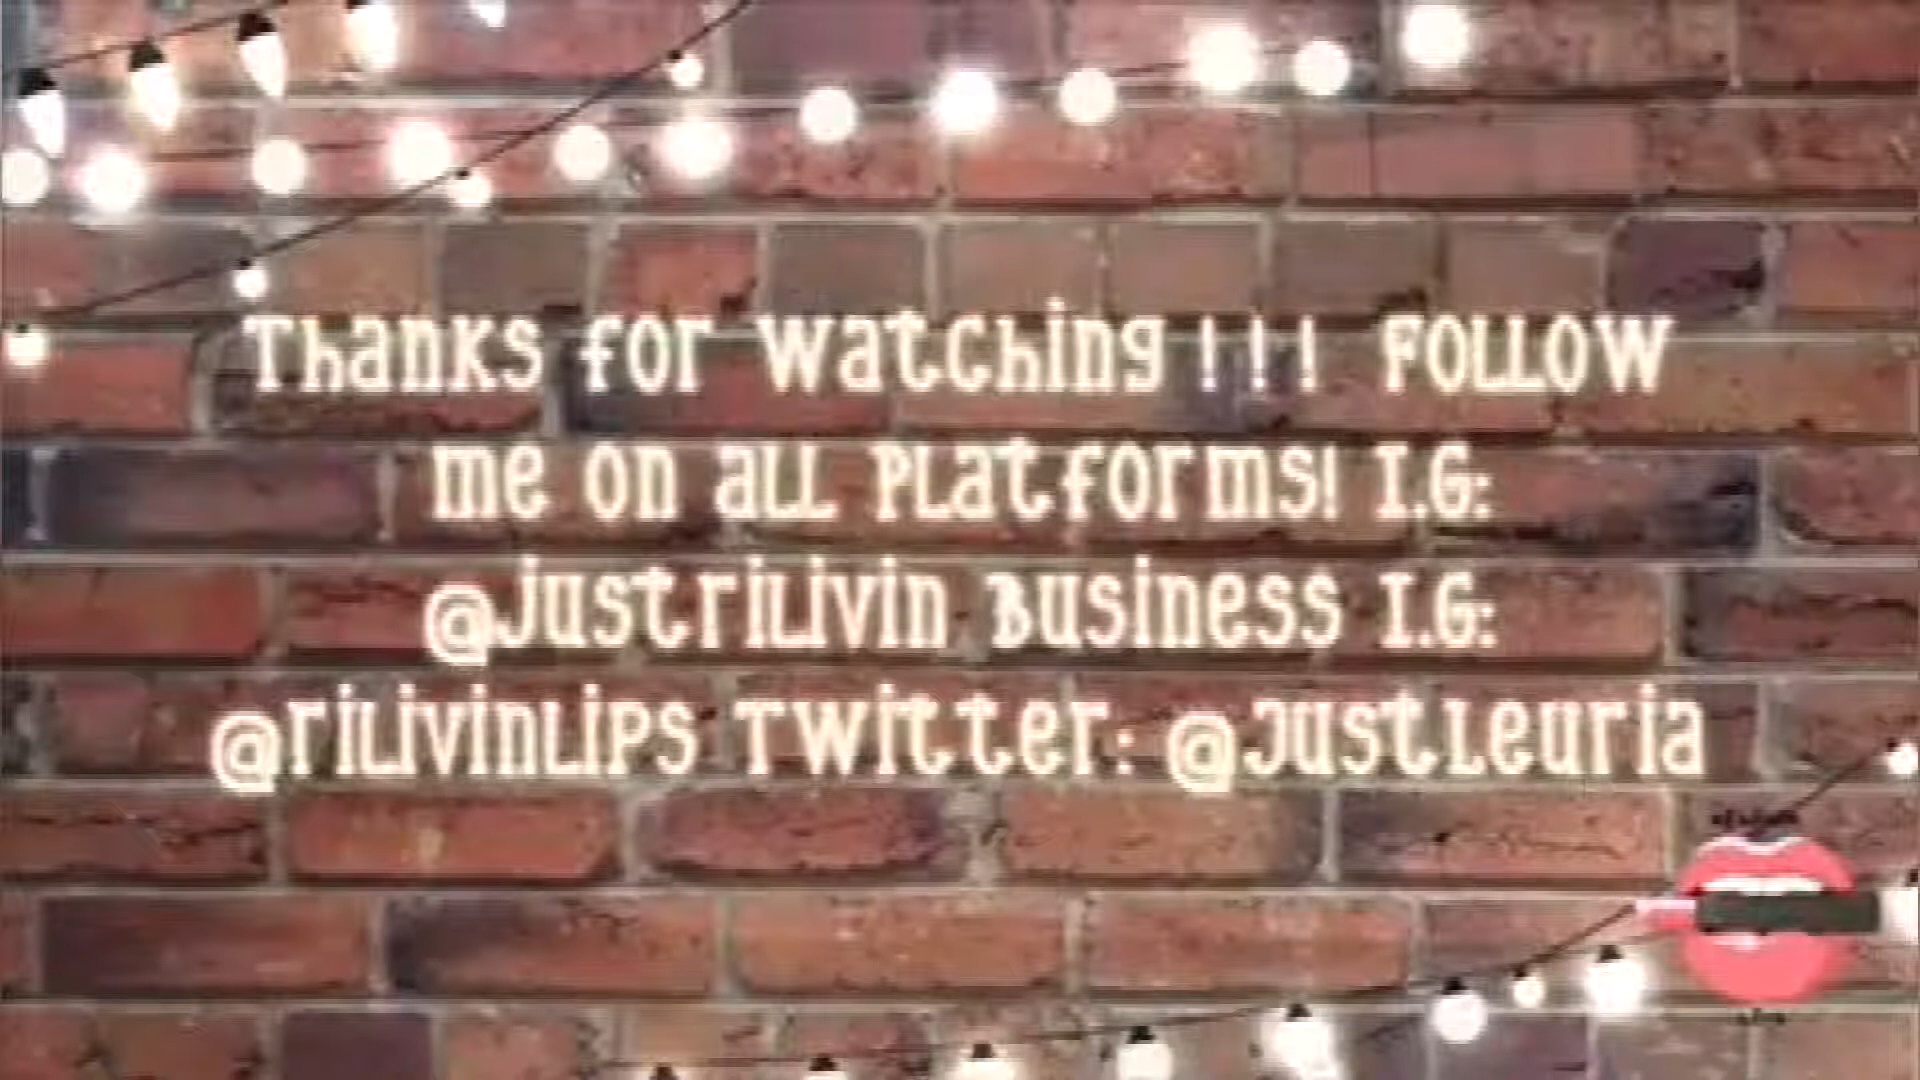 Thanks for watching!!! Follow
me on all platforms! I.G:
@justrilivin Business I.G:
@rilivinlips Twitter: @JustLeuria